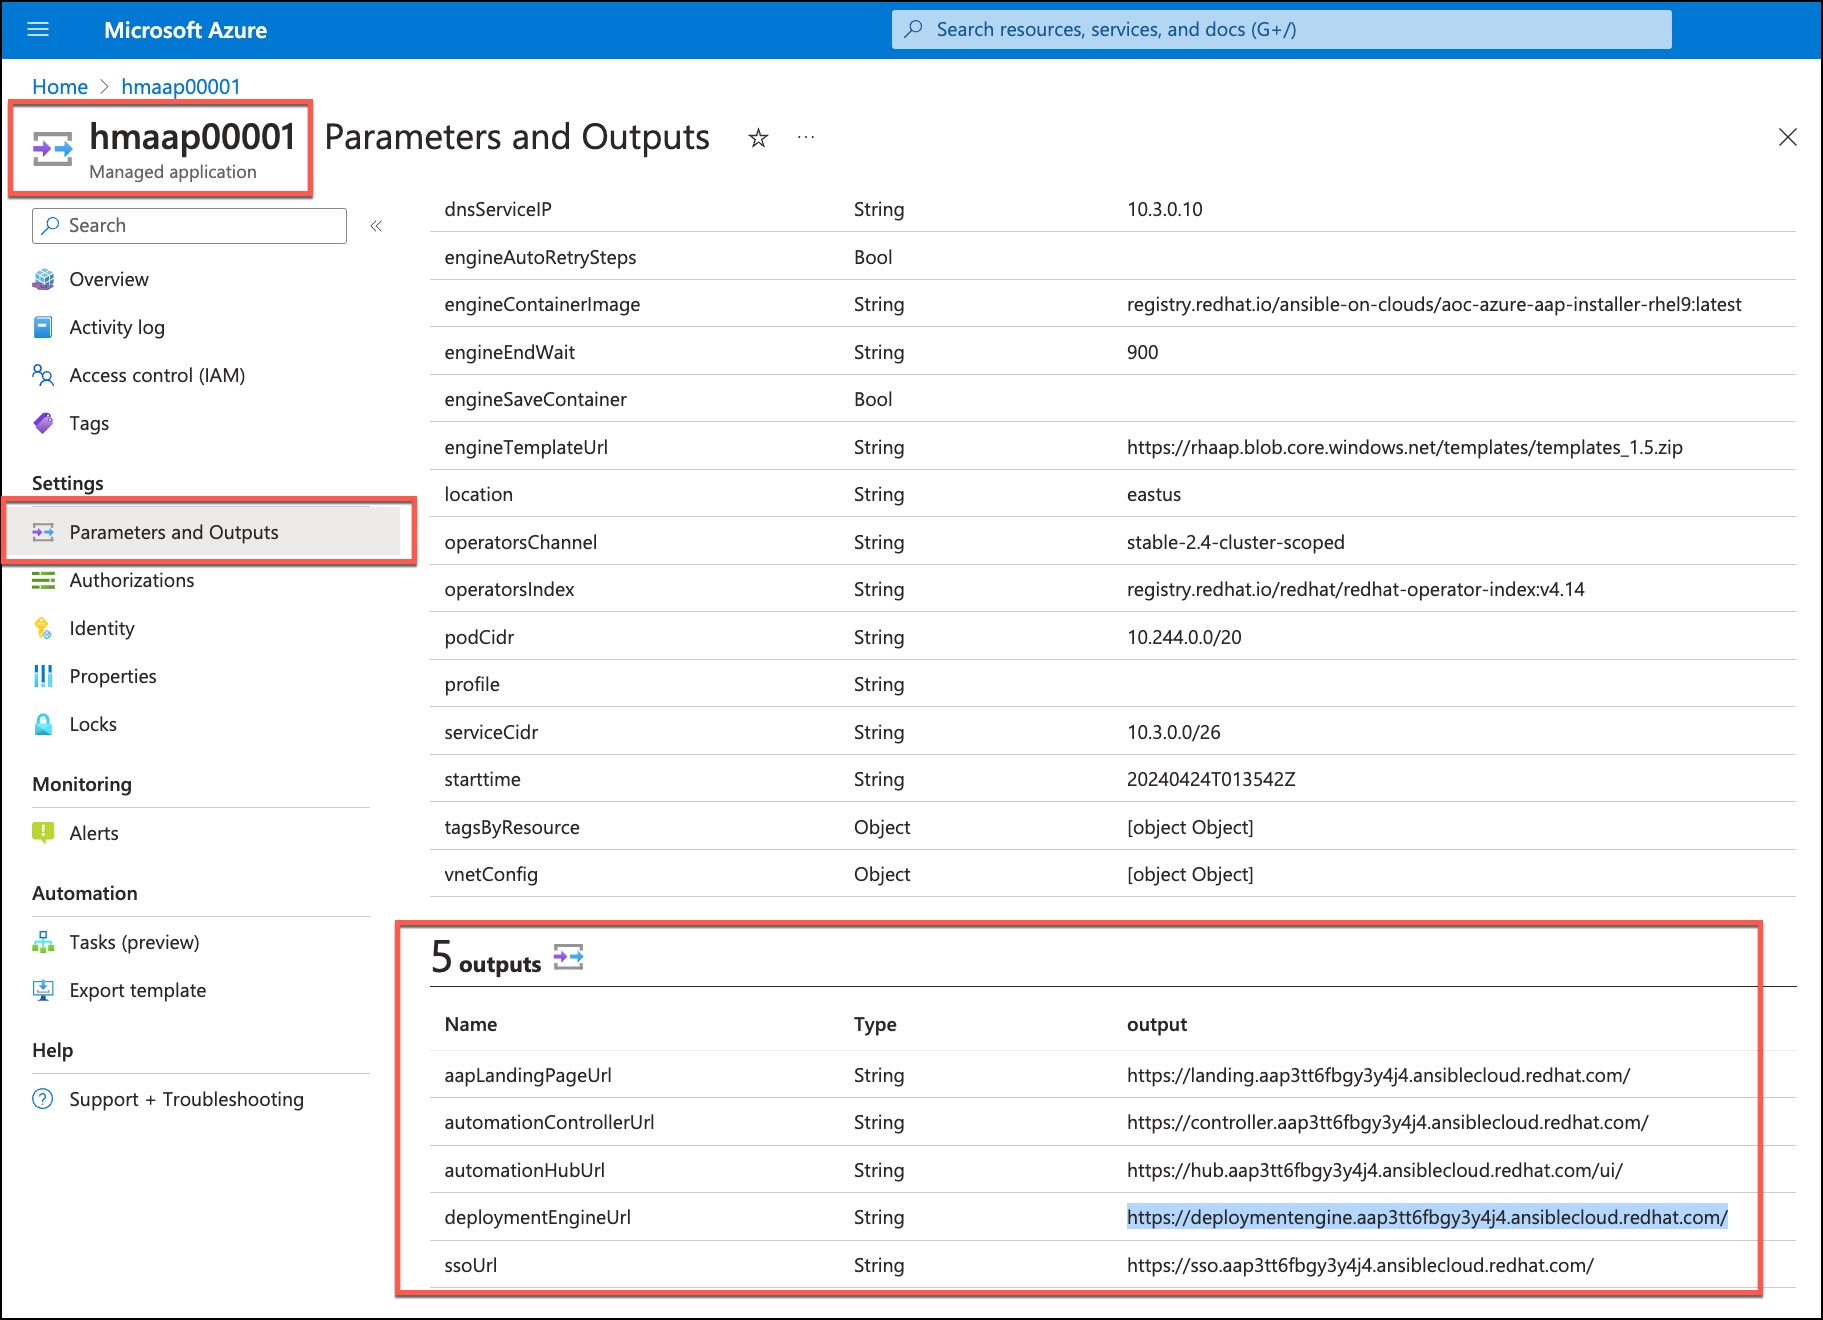 Microsoft Azure
Search resources, services, and docs (G+/)
Home > hmaap00001
hmaap00001 Parameters and Outputs
Managed application
Search
Overview
Activity log
Access control (IAM)
Tags
Settings
Parameters and Outputs
Authorizations
Identity
Properties
Locks
Monitoring
Alerts
Automation
Tasks (preview)
Export template
Help
Support + Troubleshooting
dnsServiceIP String 10.3.0.10
engineAutoRetrySteps Bool
engineContainerImage String registry.redhat.io/ansible-on-clouds/aoc-azure-aap-installer-rhel9:latest
engineEndWait String 900
engineSaveContainer Bool
engineTemplateUrl String https://rhaap.blob.core.windows.net/templates/templates_1.5.zip
location String eastus
operatorsChannel String stable-2.4-cluster-scoped
operatorsIndex String registry.redhat.io/redhat/redhat-operator-index:v4.14
podCidr String 10.244.0.0/20
profile String
serviceCidr String 10.3.0.0/26
starttime String 20240424T013542Z
tagsByResource Object [object Object]
vnetConfig Object [object Object]
5 outputs
Name Type output
aapLandingPageUrl String https://landing.aap3tt6fbgy3y4j4.ansiblecloud.redhat.com/
automationControllerUrl String https://controller.aap3tt6fbgy3y4j4.ansiblecloud.redhat.com/
automationHubUrl String https://hub.aap3tt6fbgy3y4j4.ansiblecloud.redhat.com/ui/
deploymentEngineUrl String https://deploymentengine.aap3tt6fbgy3y4j4.ansiblecloud.redhat.com/
ssoUrl String https://sso.aap3tt6fbgy3y4j4.ansiblecloud.redhat.com/